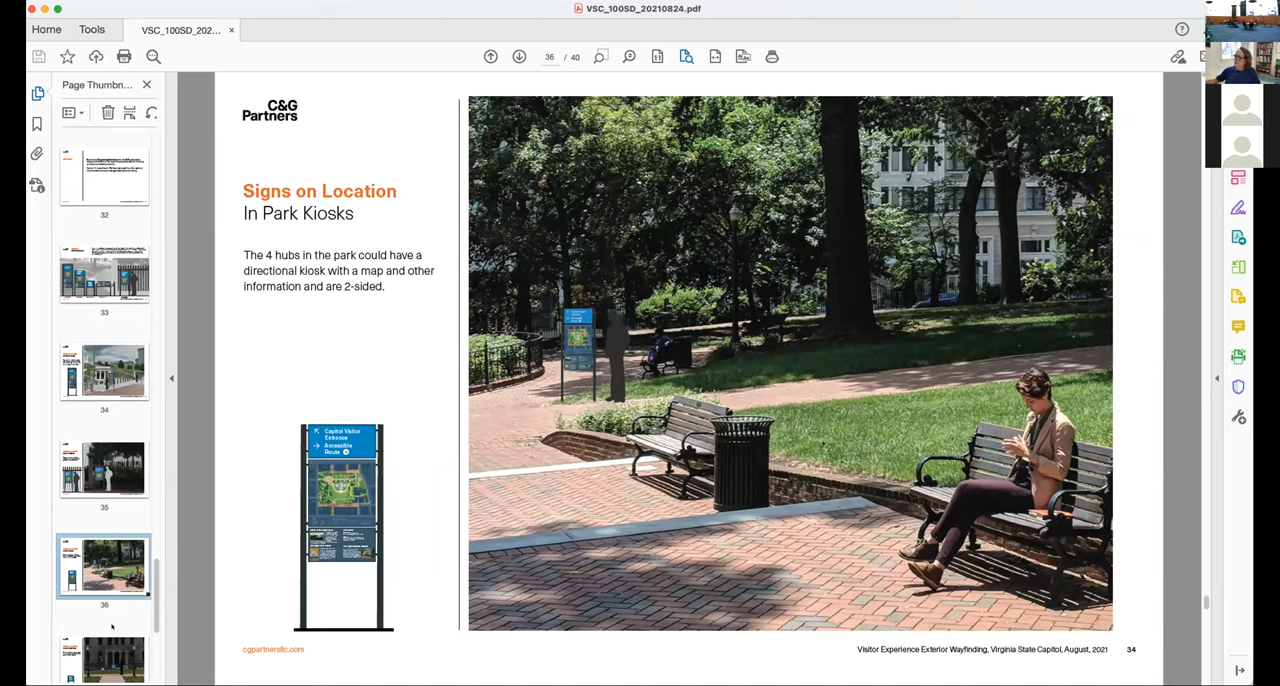 VSC_100SD_20210824.pdf
Home
Tools
VSC_100SD_202...
36 / 40
Page Thumbn...
32
33
34
35
36
C&G
Partners
Signs on Location
In Park Kiosks
The 4 hubs in the park could have a
directional kiosk with a map and other
information and are 2-sided.
Capitol Visitor
Entrance
Accessible
Route
cgpartnersllc.com
Visitor Experience Exterior Wayfinding, Virginia State Capitol, August, 2021
34